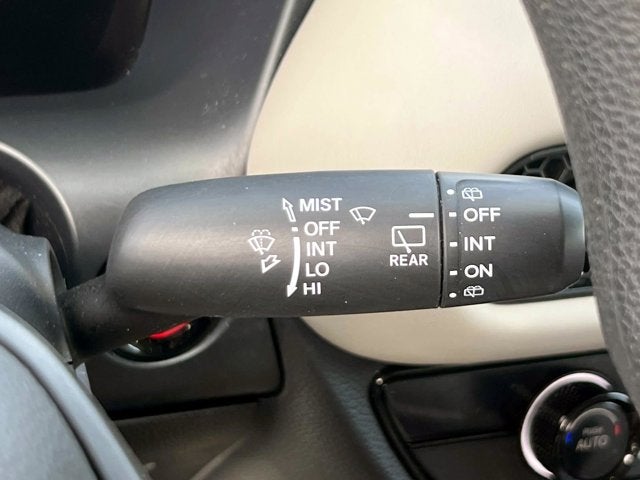 MIST
OFF
INT
LO
HI
REAR
OFF
INT
ON
AUTO